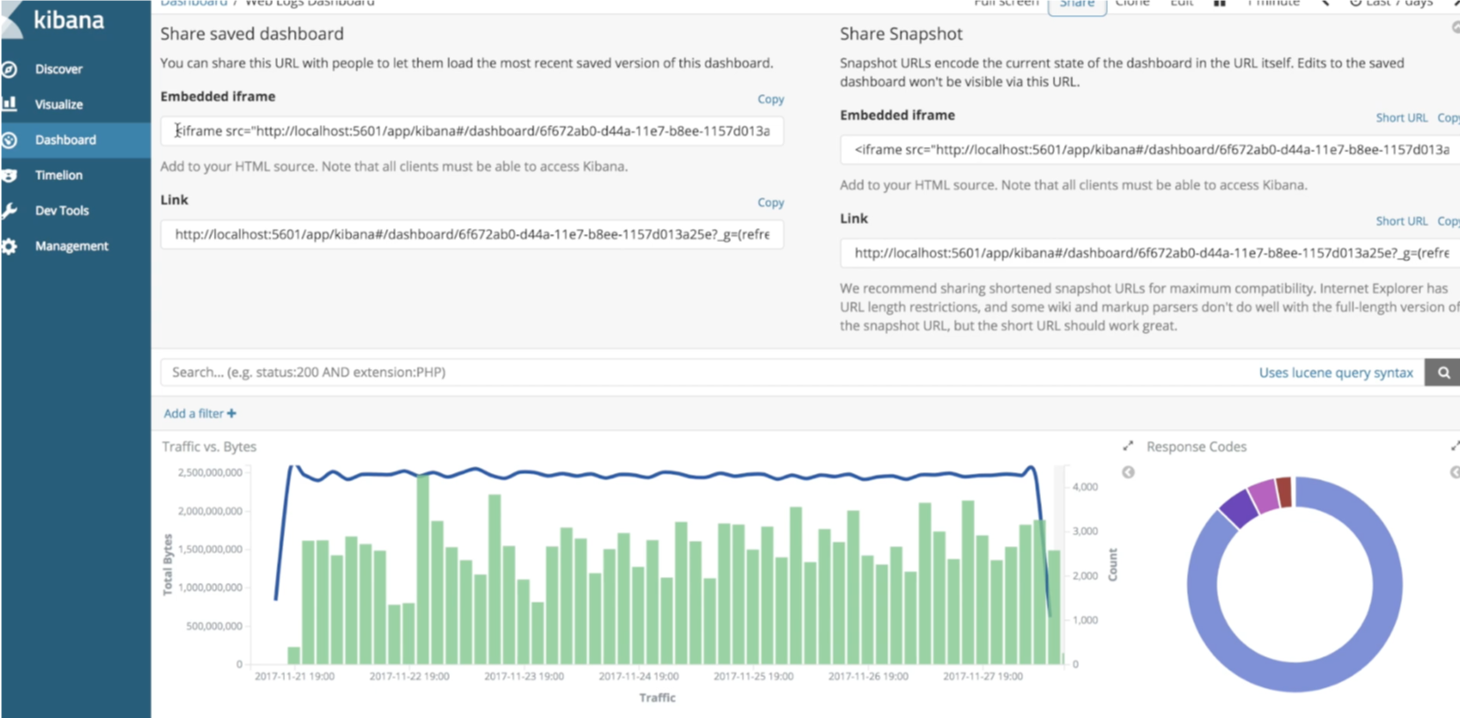 kibana
Discover
Visualize
Dashboard
Timelion
Dev Tools
Management
Dashboard / Web Logs Dashboard
Full screen Share Clone Edit 1 minute Last 7 days
Share saved dashboard
You can share this URL with people to let them load the most recent saved version of this dashboard.
Embedded iframe Copy
<iframe src="http://localhost:5601/app/kibana#/dashboard/6f672ab0-d44a-11e7-b8ee-1157d013a
Add to your HTML source. Note that all clients must be able to access Kibana.
Link Copy
http://localhost:5601/app/kibana#/dashboard/6f672ab0-d44a-11e7-b8ee-1157d013a25e?_g=(refre
Share Snapshot
Snapshot URLs encode the current state of the dashboard in the URL itself. Edits to the saved
dashboard won't be visible via this URL.
Embedded iframe Short URL Copy
<iframe src="http://localhost:5601/app/kibana#/dashboard/6f672ab0-d44a-11e7-b8ee-1157d013a
Add to your HTML source. Note that all clients must be able to access Kibana.
Link Short URL Copy
http://localhost:5601/app/kibana#/dashboard/6f672ab0-d44a-11e7-b8ee-1157d013a25e?_g=(refre
We recommend sharing shortened snapshot URLs for maximum compatibility. Internet Explorer has
URL length restrictions, and some wiki and markup parsers don't do well with the full-length version of
the snapshot URL, but the short URL should work great.
Search... (e.g. status:200 AND extension:PHP) Uses lucene query syntax
Add a filter +
Traffic vs. Bytes
Total Bytes
2,500,000,000
2,000,000,000
1,500,000,000
1,000,000,000
500,000,000
0
4,000
3,000
2,000
1,000
0
Count
2017-11-21 19:00 2017-11-22 19:00 2017-11-23 19:00 2017-11-24 19:00 2017-11-25 19:00 2017-11-26 19:00 2017-11-27 19:00
Traffic
Response Codes